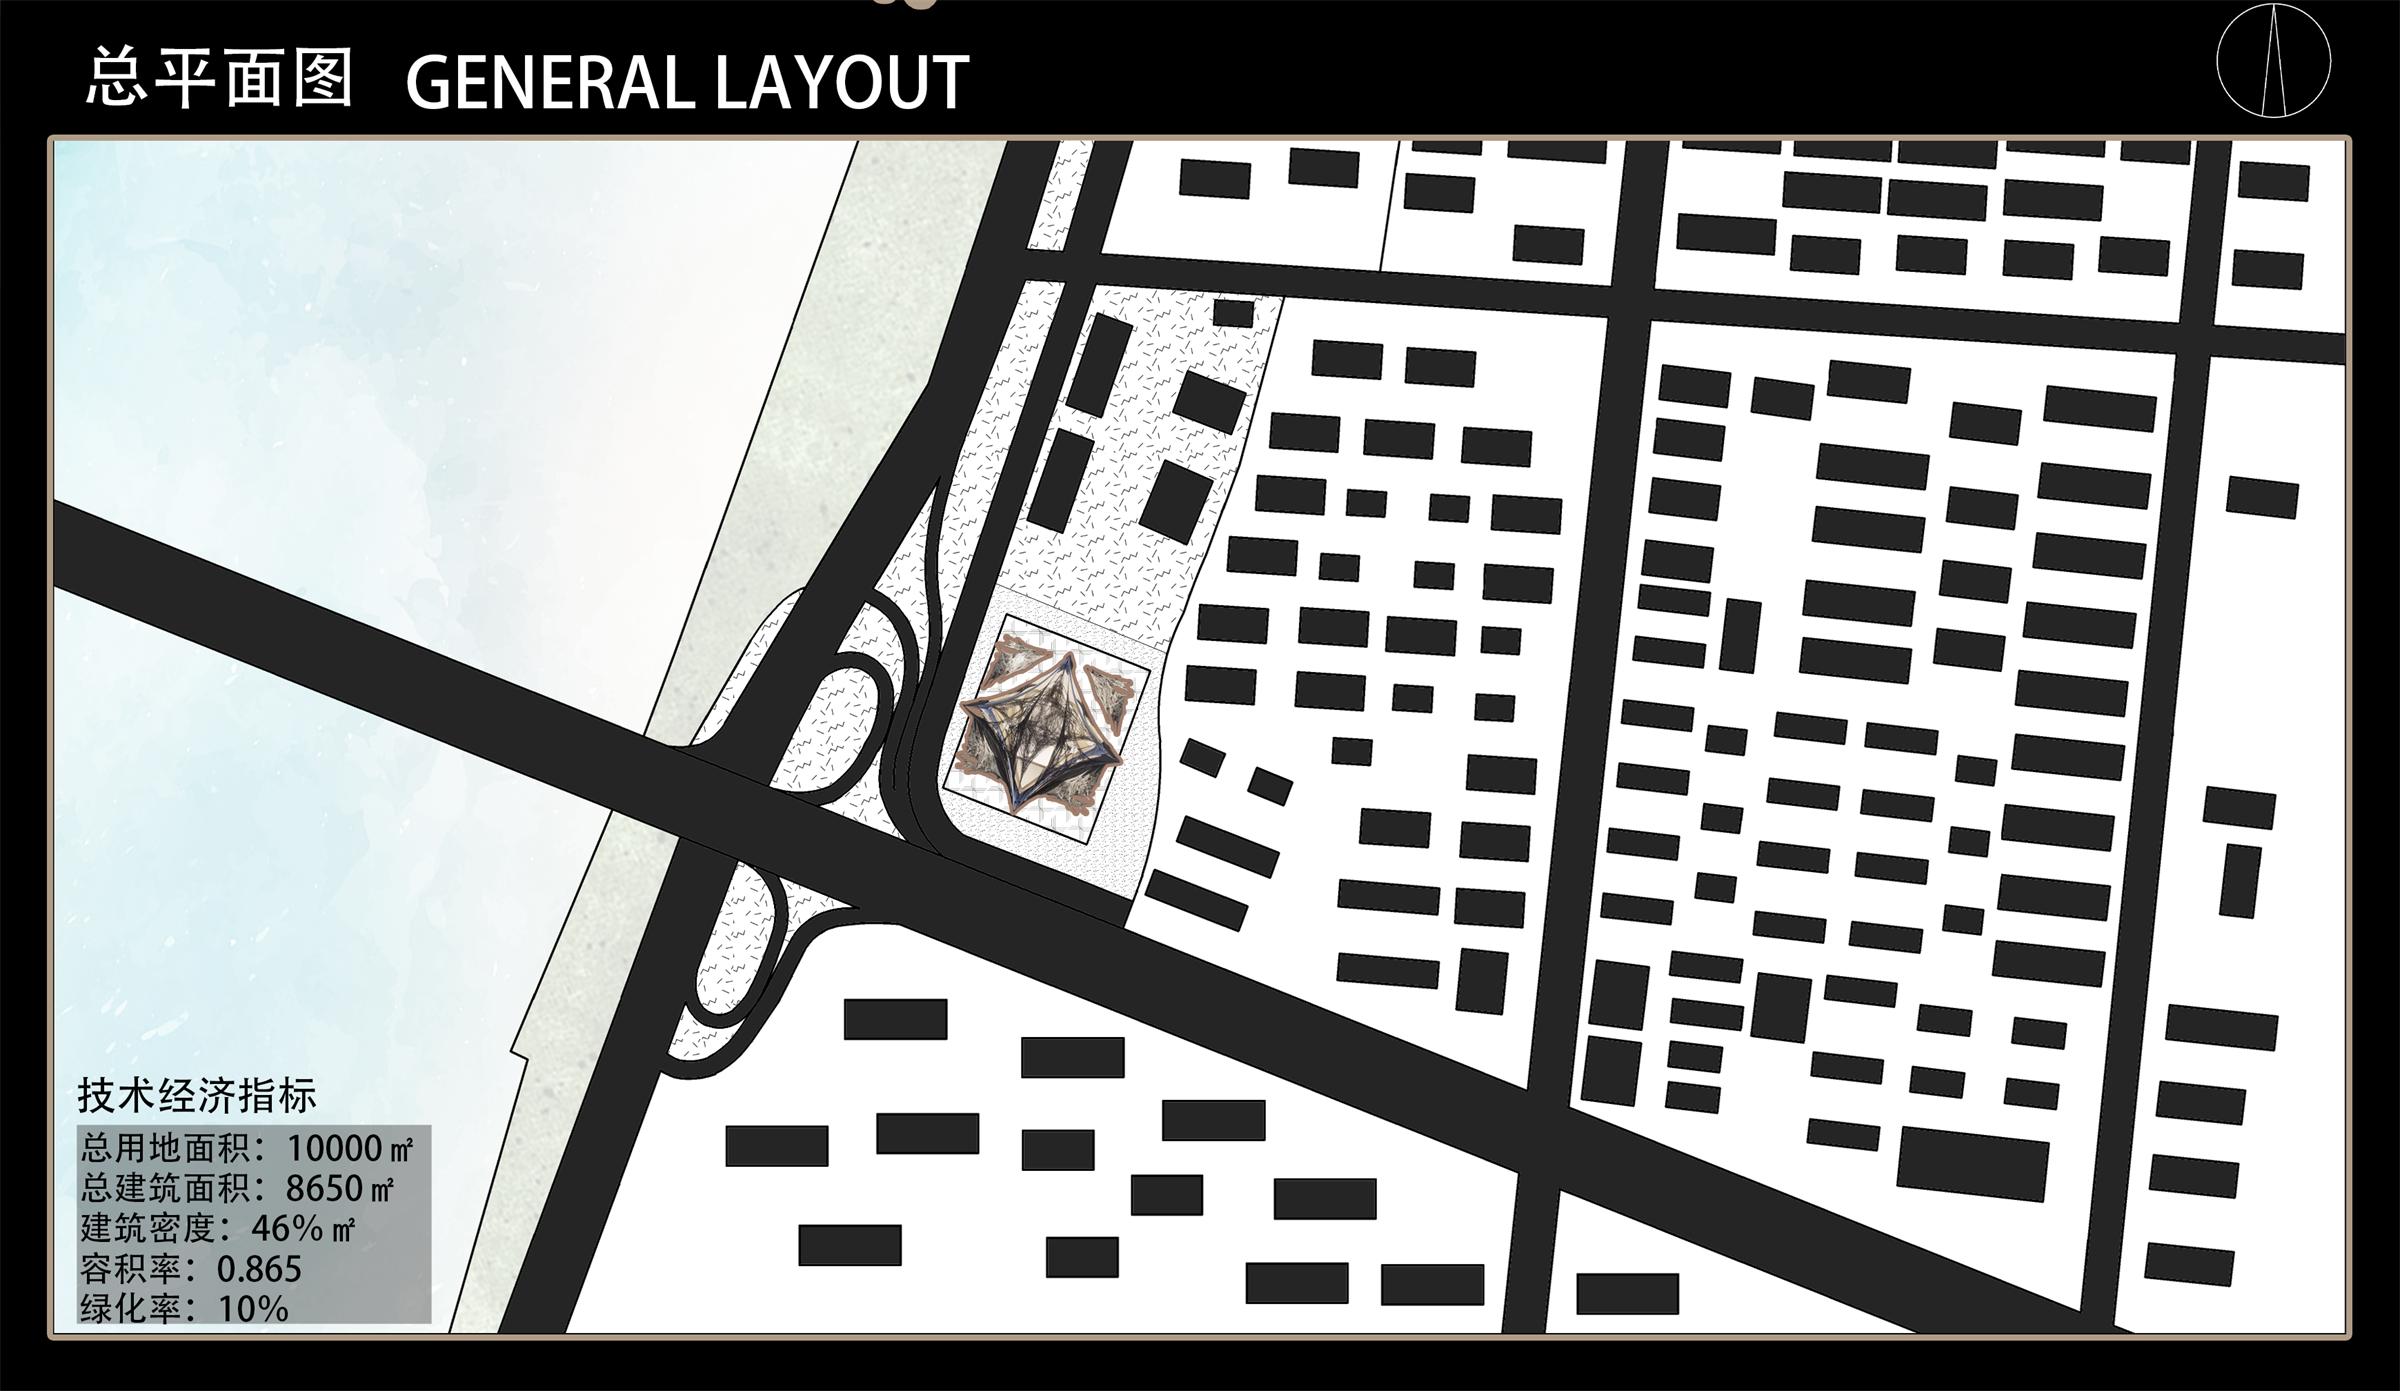 总平面图 GENERAL LAYOUT
技术经济指标
总用地面积：10000㎡
总建筑面积：8650㎡
建筑密度：46%㎡
容积率：0.865
绿化率：10%